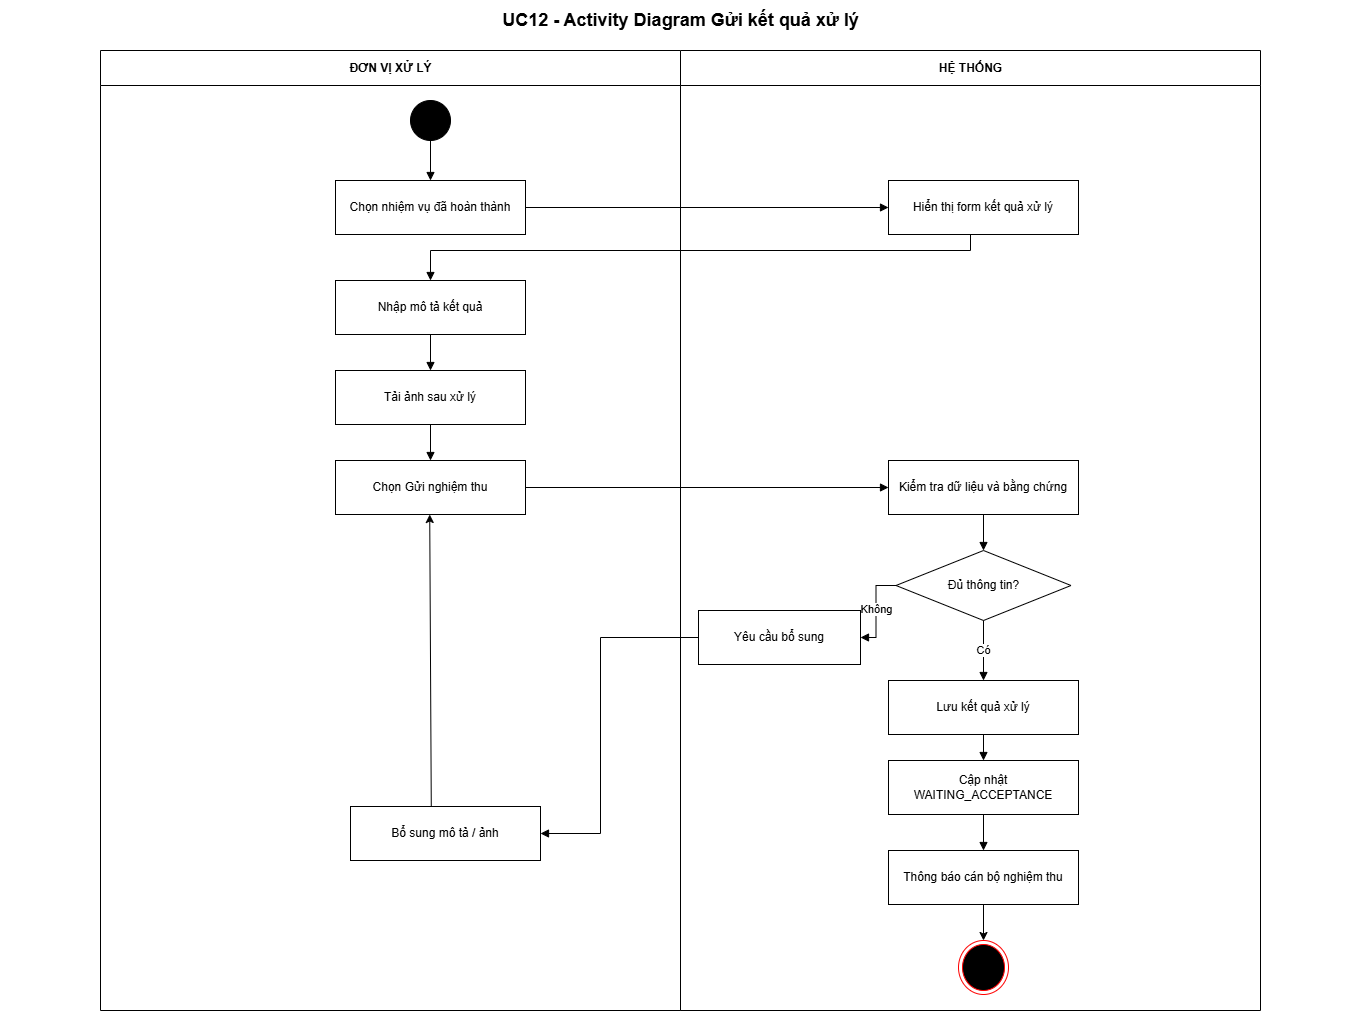 UC12 - Activity Diagram Gửi kết quả xử lý
ĐƠN VỊ XỬ LÝ
HỆ THỐNG
Chọn nhiệm vụ đã hoàn thành
Hiển thị form kết quả xử lý
Nhập mô tả kết quả
Tải ảnh sau xử lý
Chọn Gửi nghiệm thu
Kiểm tra dữ liệu và bằng chứng
Đủ thông tin?
Không
Yêu cầu bổ sung
Có
Lưu kết quả xử lý
Cập nhật
WAITING_ACCEPTANCE
Bổ sung mô tả / ảnh
Thông báo cán bộ nghiệm thu